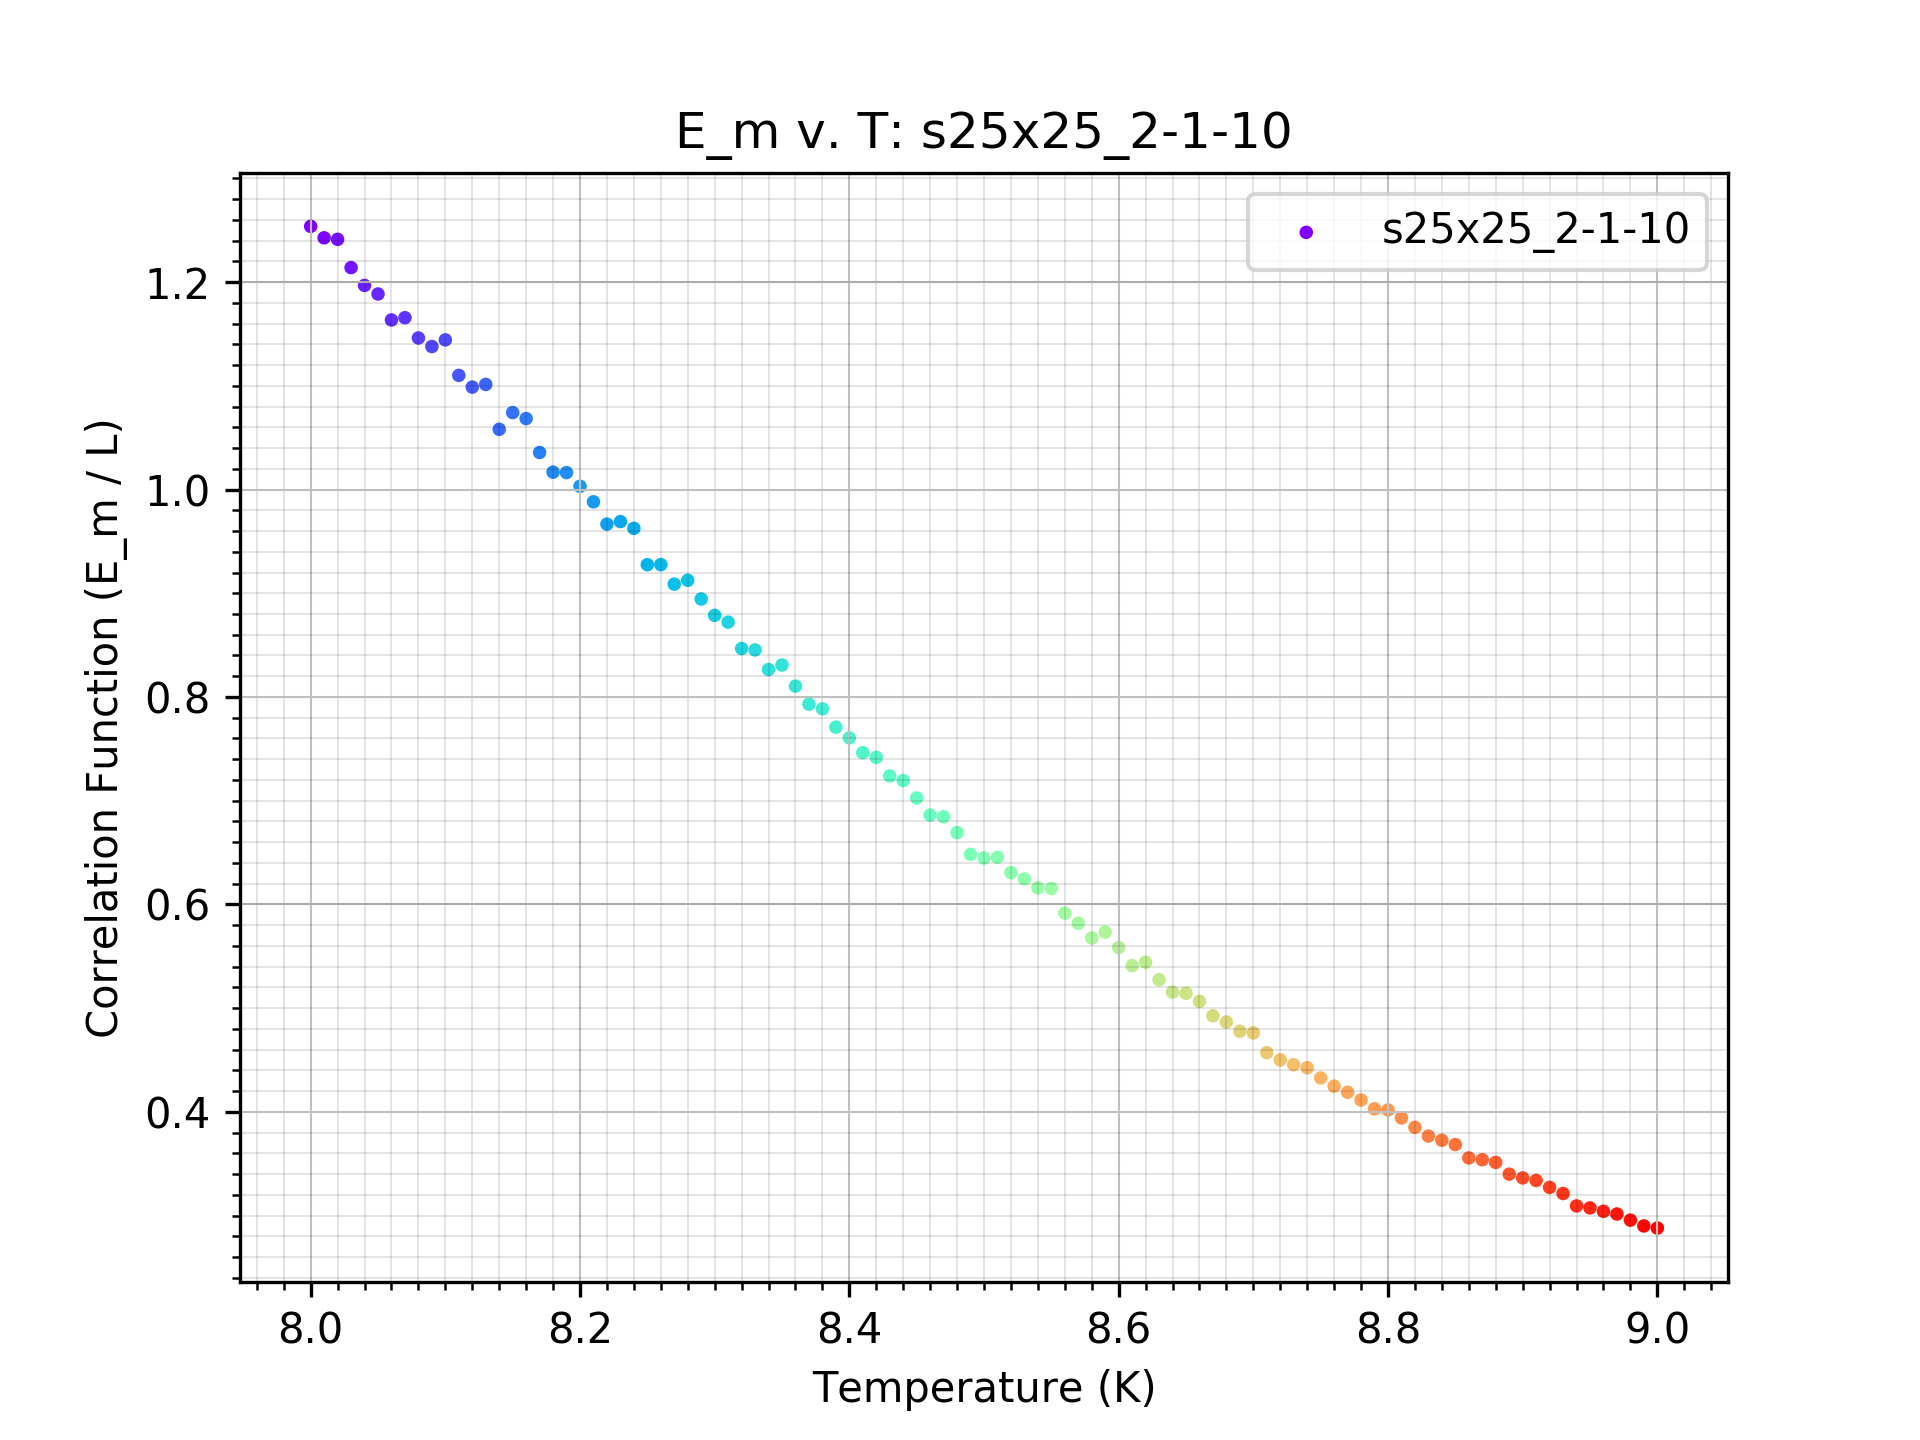 E_m v. T: s25x25_2-1-10
s25x25_2-1-10
Correlation Function (E_m / L)
1.2
1.0
0.8
0.6
0.4
8.0 8.2 8.4 8.6 8.8 9.0
Temperature (K)